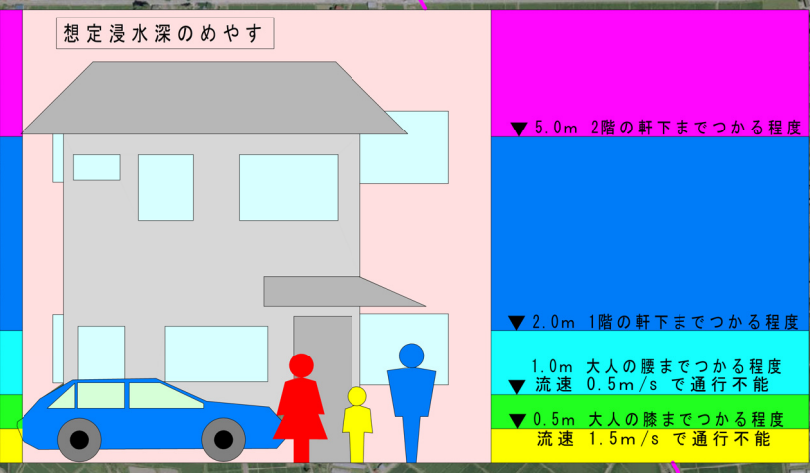 想定浸水深のめやす
▼ 5.0m 2階の軒下までつかる程度
▼ 2.0m 1階の軒下までつかる程度
1.0m 大人の腰までつかる程度
▼ 流速 0.5m/s で通行不能
▼ 0.5m 大人の膝までつかる程度
流速 1.5m/s で通行不能